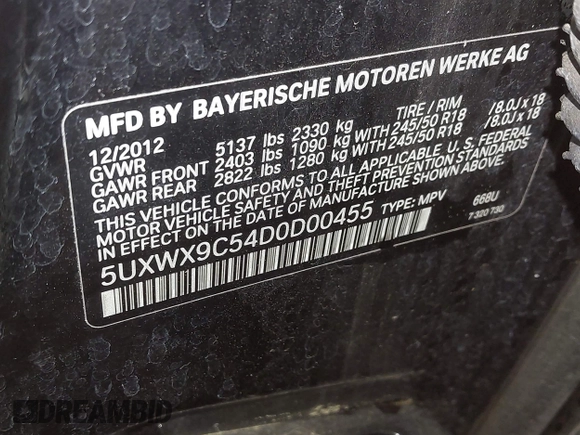 MFD BY BAYERISCHE MOTOREN WERKE AG
12/2012 TIRE / RIM
GVWR 5137 lbs 2330 kg
GAWR FRONT 2403 lbs 1090 kg WITH 245/50 R18 /8.0J x 18
GAWR REAR 2822 lbs 1280 kg WITH 245/50 R18 /8.0J x 18
THIS VEHICLE CONFORMS TO ALL APPLICABLE U. S. FEDERAL
MOTOR VEHICLE SAFETY AND THEFT PREVENTION STANDARDS
IN EFFECT ON THE DATE OF MANUFACTURE SHOWN ABOVE.
5UXWX9C54D0D00455 TYPE: MPV 668U
7 320 730
DREAMBID